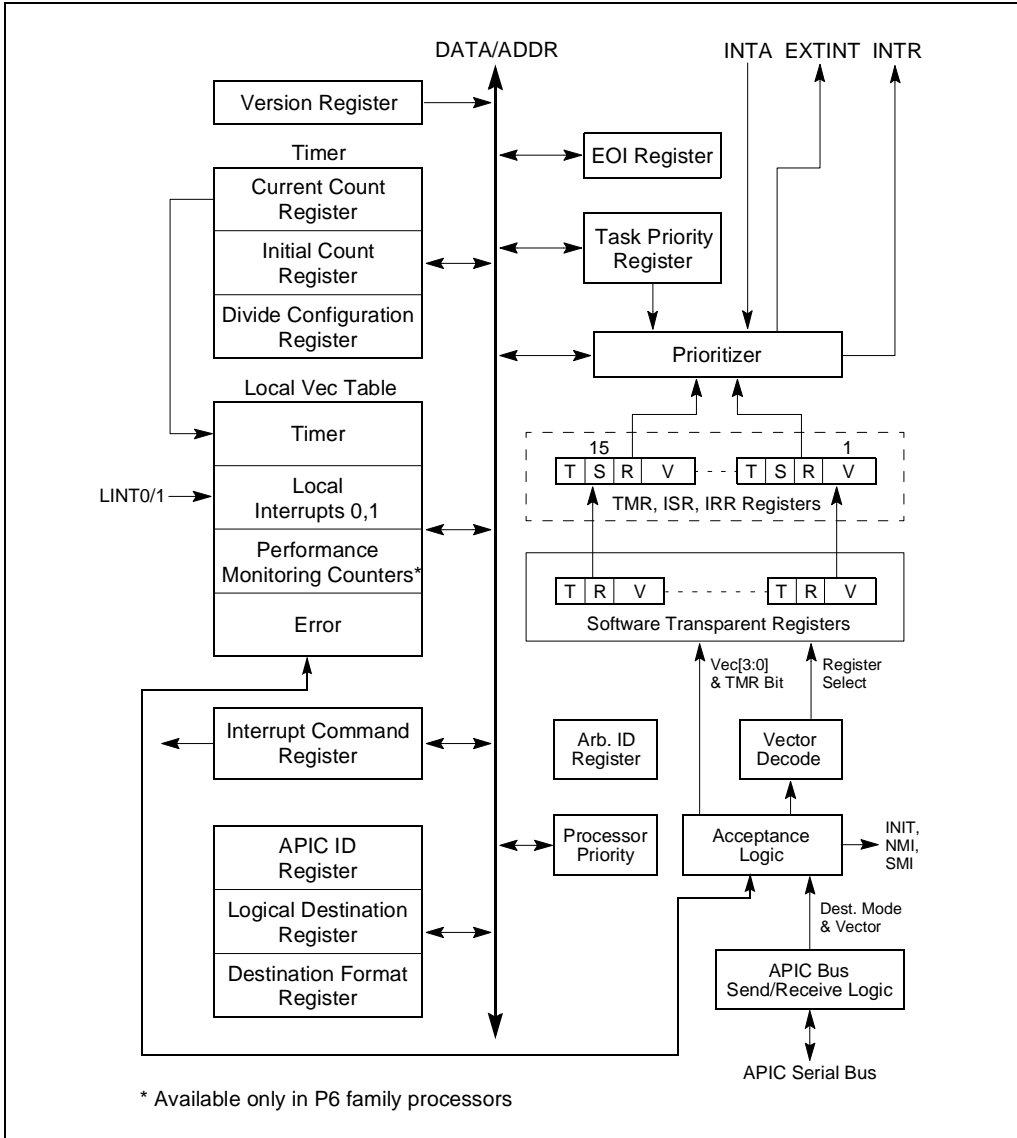 DATA/ADDR
INTA EXTINT INTR
Version Register
EOI Register
Timer
Current Count
Register
Initial Count
Register
Divide Configuration
Register
Task Priority
Register
Prioritizer
Local Vec Table
Timer
LINT0/1
Local
Interrupts 0,1
Performance
Monitoring Counters*
Error
15
1
T S R V
T S R V
TMR, ISR, IRR Registers
T R V
T R V
Software Transparent Registers
Vec[3:0]
& TMR Bit
Register
Select
Interrupt Command
Register
Arb. ID
Register
Vector
Decode
Processor
Priority
Acceptance
Logic
INIT,
NMI,
SMI
APIC ID
Register
Logical Destination
Register
Destination Format
Register
Dest. Mode
& Vector
APIC Bus
Send/Receive Logic
APIC Serial Bus
* Available only in P6 family processors